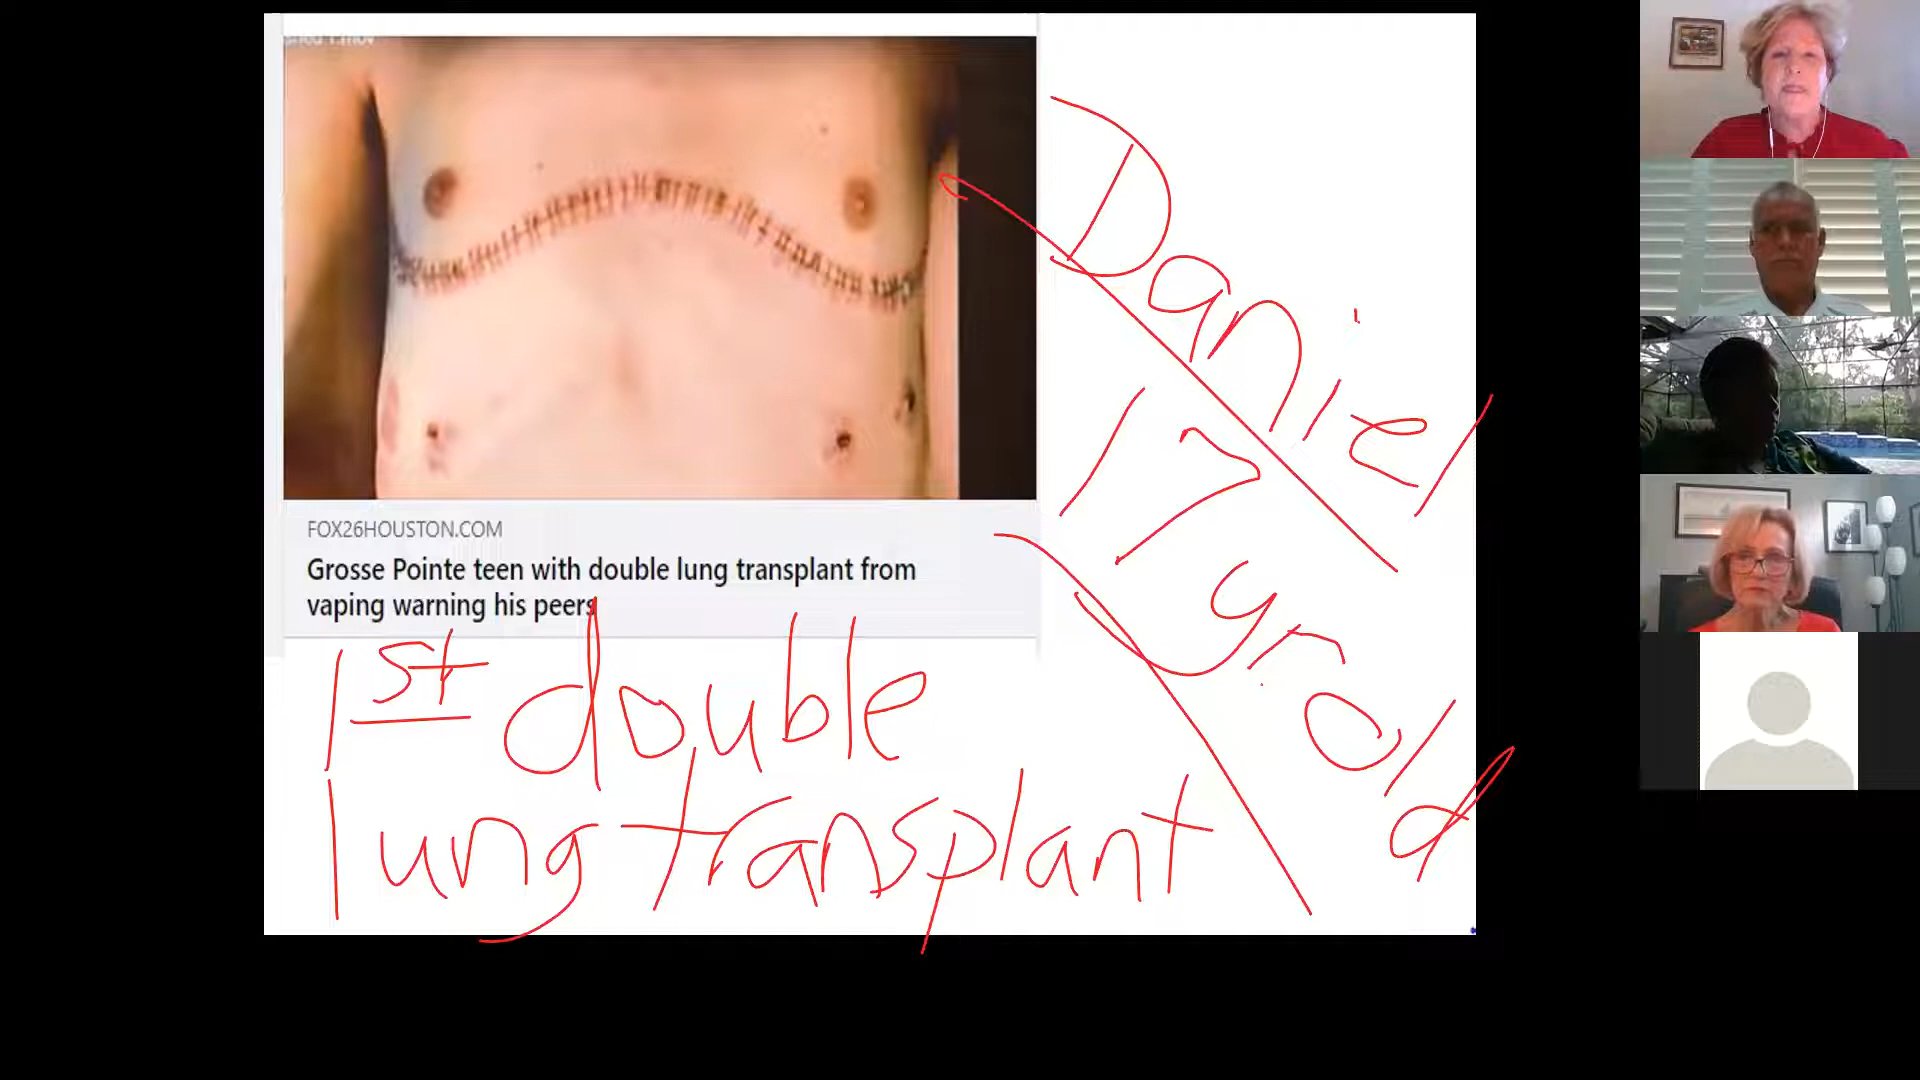 FOX26HOUSTON.COM
Grosse Pointe teen with double lung transplant from
vaping warning his peers
Daniel
17
yr. old
1st double
lung transplant